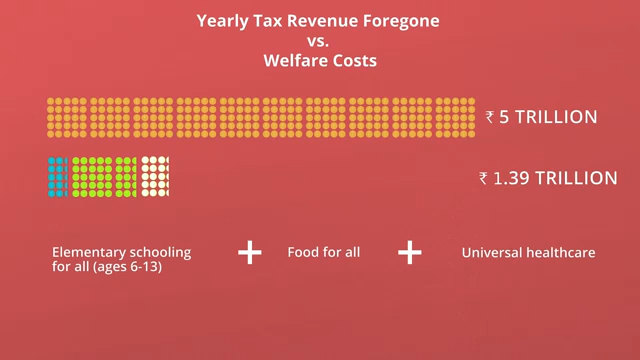 Yearly Tax Revenue Foregone
vs.
Welfare Costs
₹ 5 TRILLION
₹ 1.39 TRILLION
Elementary schooling
for all (ages 6-13)
+
Food for all
+
Universal healthcare